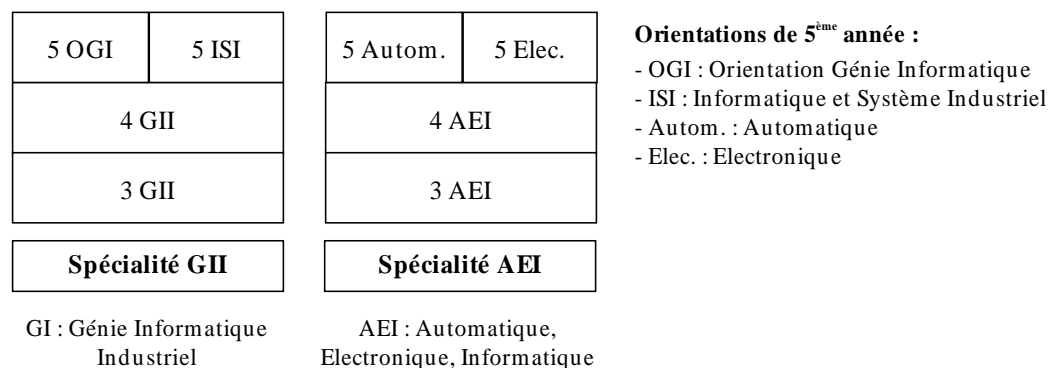 5 OGI 5 ISI
4 GII
3 GII
Spécialité GII
GI : Génie Informatique
Industriel
5 Autom. 5 Elec.
4 AEI
3 AEI
Spécialité AEI
AEI : Automatique,
Electronique, Informatique
Orientations de 5ème année :
- OGI : Orientation Génie Informatique
- ISI : Informatique et Système Industriel
- Autom. : Automatique
- Elec. : Electronique